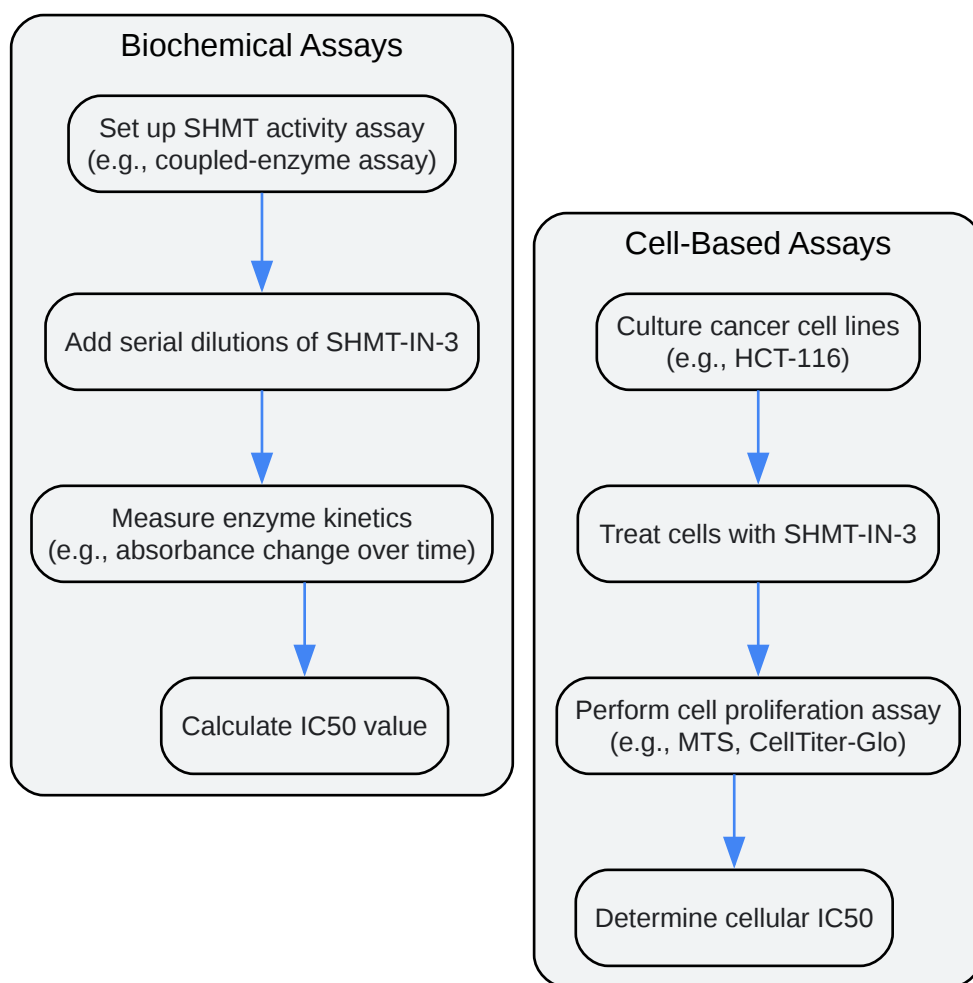 Biochemical Assays
Set up SHMT activity assay
(e.g., coupled-enzyme assay)
Add serial dilutions of SHMT-IN-3
Measure enzyme kinetics
(e.g., absorbance change over time)
Calculate IC50 value
Cell-Based Assays
Culture cancer cell lines
(e.g., HCT-116)
Treat cells with SHMT-IN-3
Perform cell proliferation assay
(e.g., MTS, CellTiter-Glo)
Determine cellular IC50